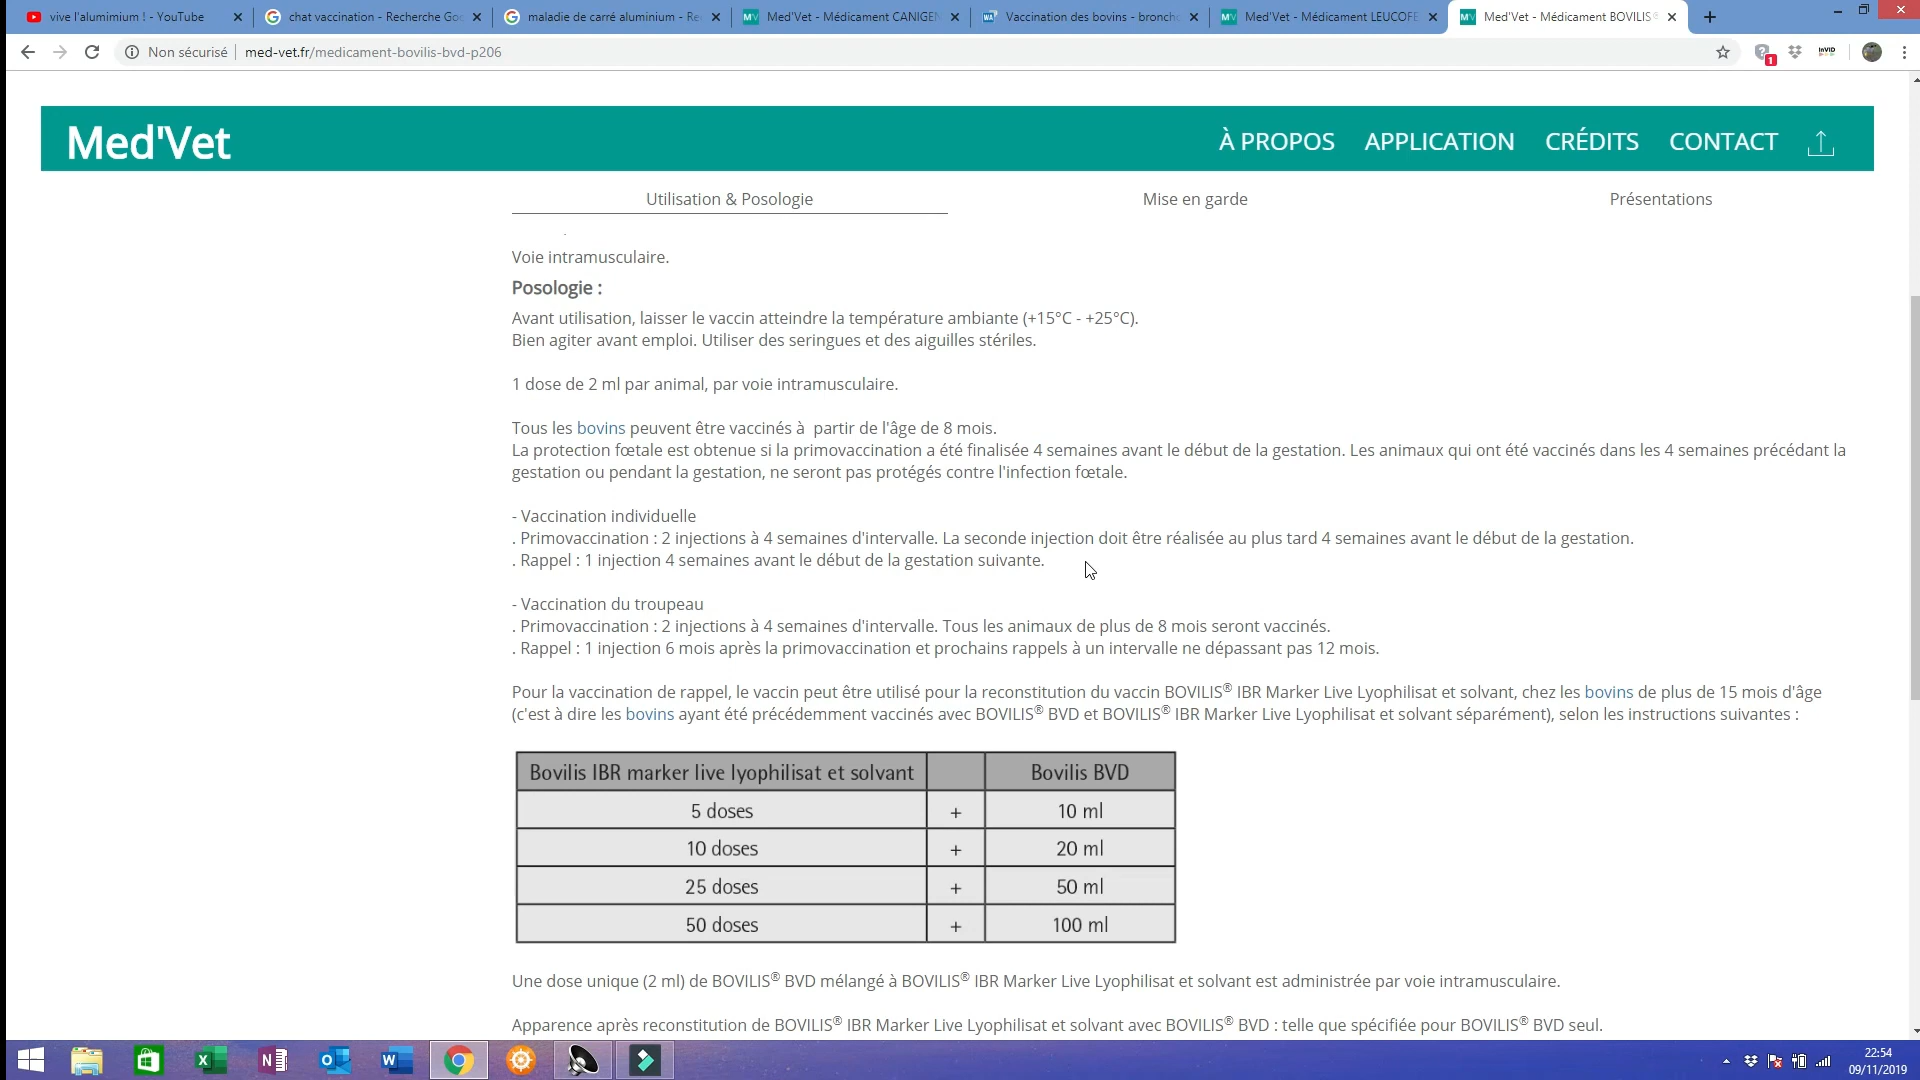 vive l'alumimium ! - YouTube
chat vaccination - Recherche Goo
maladie de carré aluminium - Re
Med'Vet - Médicament CANIGEN
Vaccination des bovins - broncho
Med'Vet - Médicament LEUCOFE
Med'Vet - Médicament BOVILIS®
Non sécurisé
med-vet.fr/medicament-bovilis-bvd-p206
1
InVID
Med'Vet
À PROPOS
APPLICATION
CRÉDITS
CONTACT
Utilisation & Posologie
Mise en garde
Présentations
Voie intramusculaire.
Posologie :
Avant utilisation, laisser le vaccin atteindre la température ambiante (+15°C - +25°C).
Bien agiter avant emploi. Utiliser des seringues et des aiguilles stériles.
1 dose de 2 ml par animal, par voie intramusculaire.
Tous les bovins peuvent être vaccinés à partir de l'âge de 8 mois.
La protection fœtale est obtenue si la primovaccination a été finalisée 4 semaines avant le début de la gestation. Les animaux qui ont été vaccinés dans les 4 semaines précédant la
gestation ou pendant la gestation, ne seront pas protégés contre l'infection fœtale.
- Vaccination individuelle
. Primovaccination : 2 injections à 4 semaines d'intervalle. La seconde injection doit être réalisée au plus tard 4 semaines avant le début de la gestation.
. Rappel : 1 injection 4 semaines avant le début de la gestation suivante.
- Vaccination du troupeau
. Primovaccination : 2 injections à 4 semaines d'intervalle. Tous les animaux de plus de 8 mois seront vaccinés.
. Rappel : 1 injection 6 mois après la primovaccination et prochains rappels à un intervalle ne dépassant pas 12 mois.
Pour la vaccination de rappel, le vaccin peut être utilisé pour la reconstitution du vaccin BOVILIS® IBR Marker Live Lyophilisat et solvant, chez les bovins de plus de 15 mois d'âge
(c'est à dire les bovins ayant été précédemment vaccinés avec BOVILIS® BVD et BOVILIS® IBR Marker Live Lyophilisat et solvant séparément), selon les instructions suivantes :
Bovilis IBR marker live lyophilisat et solvant Bovilis BVD
5 doses + 10 ml
10 doses + 20 ml
25 doses + 50 ml
50 doses + 100 ml
Une dose unique (2 ml) de BOVILIS® BVD mélangé à BOVILIS® IBR Marker Live Lyophilisat et solvant est administrée par voie intramusculaire.
Apparence après reconstitution de BOVILIS® IBR Marker Live Lyophilisat et solvant avec BOVILIS® BVD : telle que spécifiée pour BOVILIS® BVD seul.
22:54
09/11/2019